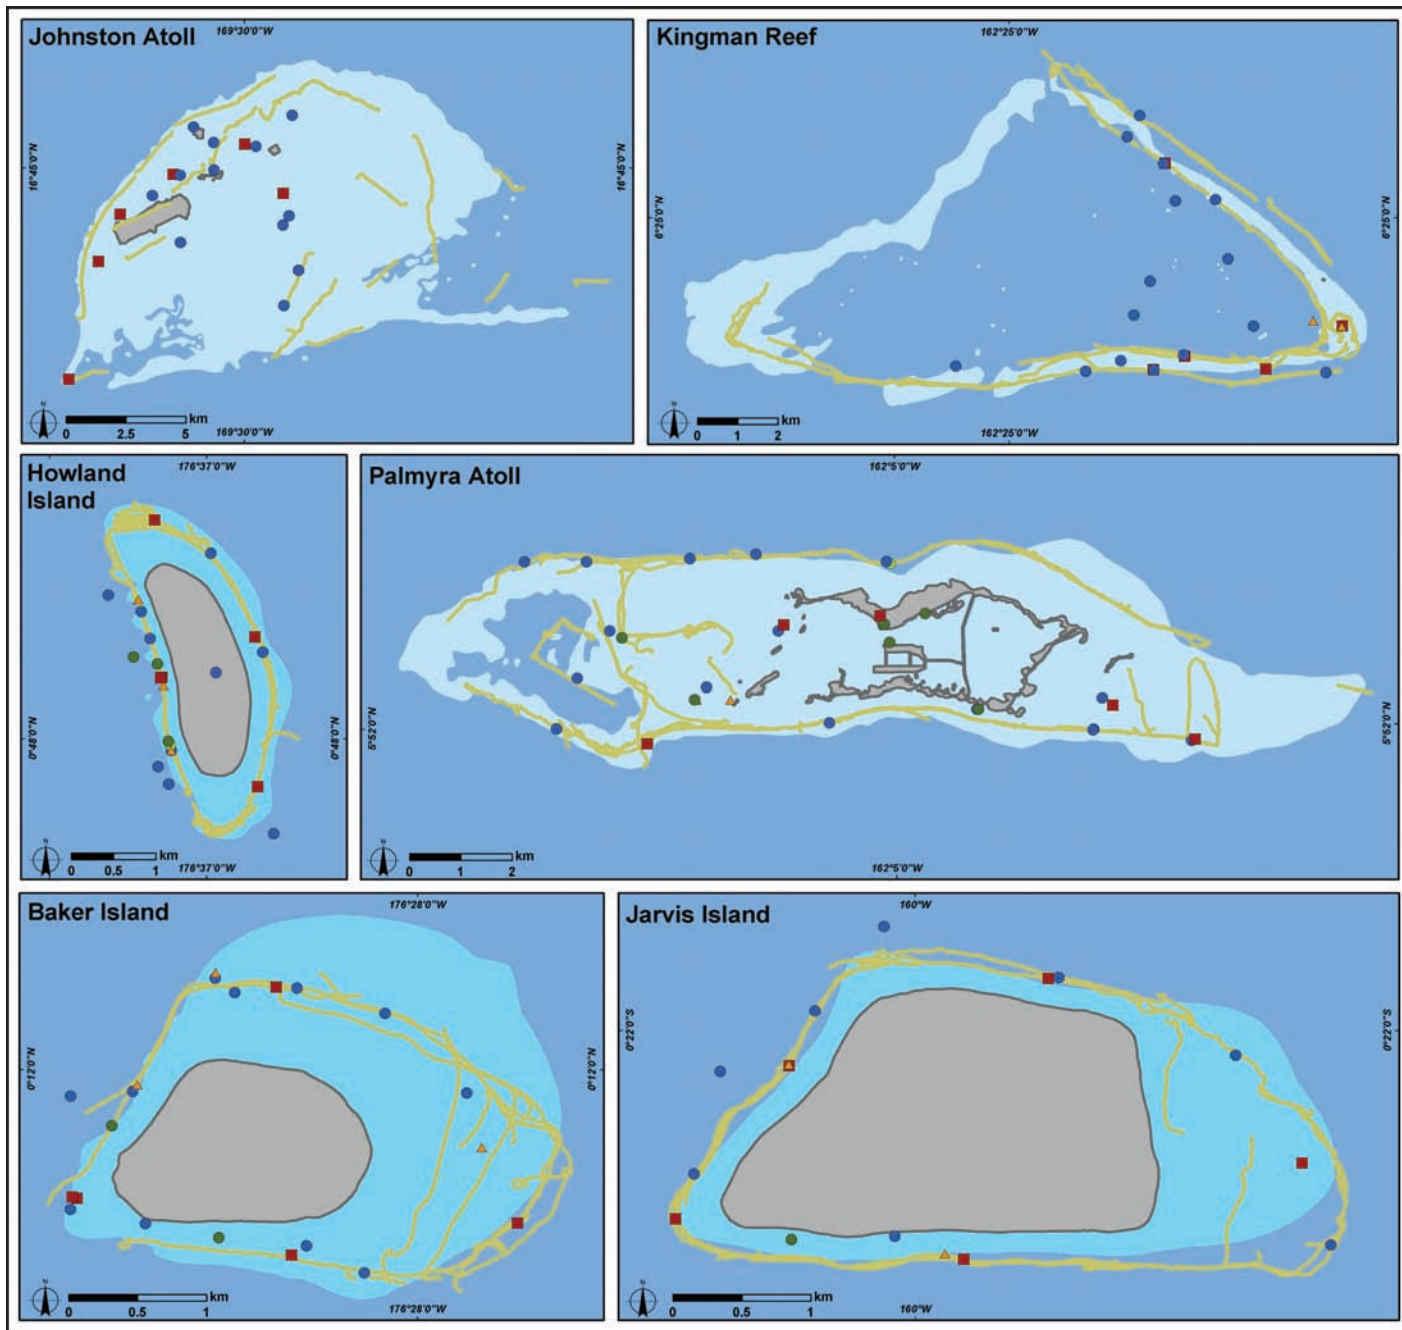 Johnston Atoll
169°30'0"W
16°45'0"N
16°45'0"N
N
km
0 2.5 5
169°30'0"W
Kingman Reef
162°25'0"W
6°25'0"N
6°25'0"N
N
km
0 1 2
162°25'0"W
Howland
Island
176°37'0"W
0°48'0"N
0°48'0"N
N
km
0 0.5 1
176°37'0"W
Palmyra Atoll
162°5'0"W
5°52'0"N
5°52'0"N
N
km
0 1 2
162°5'0"W
Baker Island
176°28'0"W
0°12'0"N
0°12'0"N
N
km
0 0.5 1
176°28'0"W
Jarvis Island
160°W
0°22'0"S
0°22'0"S
N
km
0 0.5 1
160°W